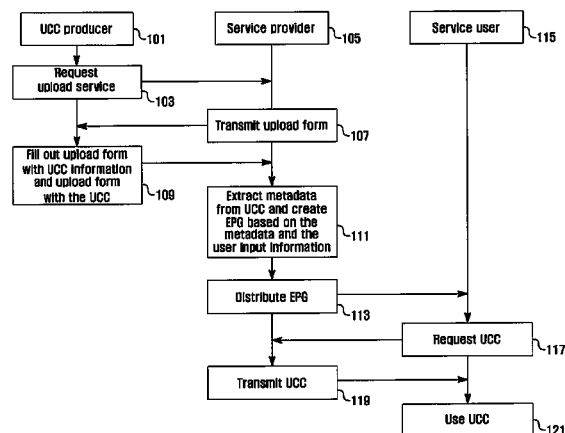 UCC producer
101
Service provider
105
Service user
115
Request
upload service
103
Transmit upload form
107
Fill out upload form
with UCC information
and upload form
with the UCC
109
Extract metadata
from UCC and create
EPG based on the
metadata and the
user input information
111
Distribute EPG
113
Request UCC
117
Transmit UCC
119
Use UCC
121